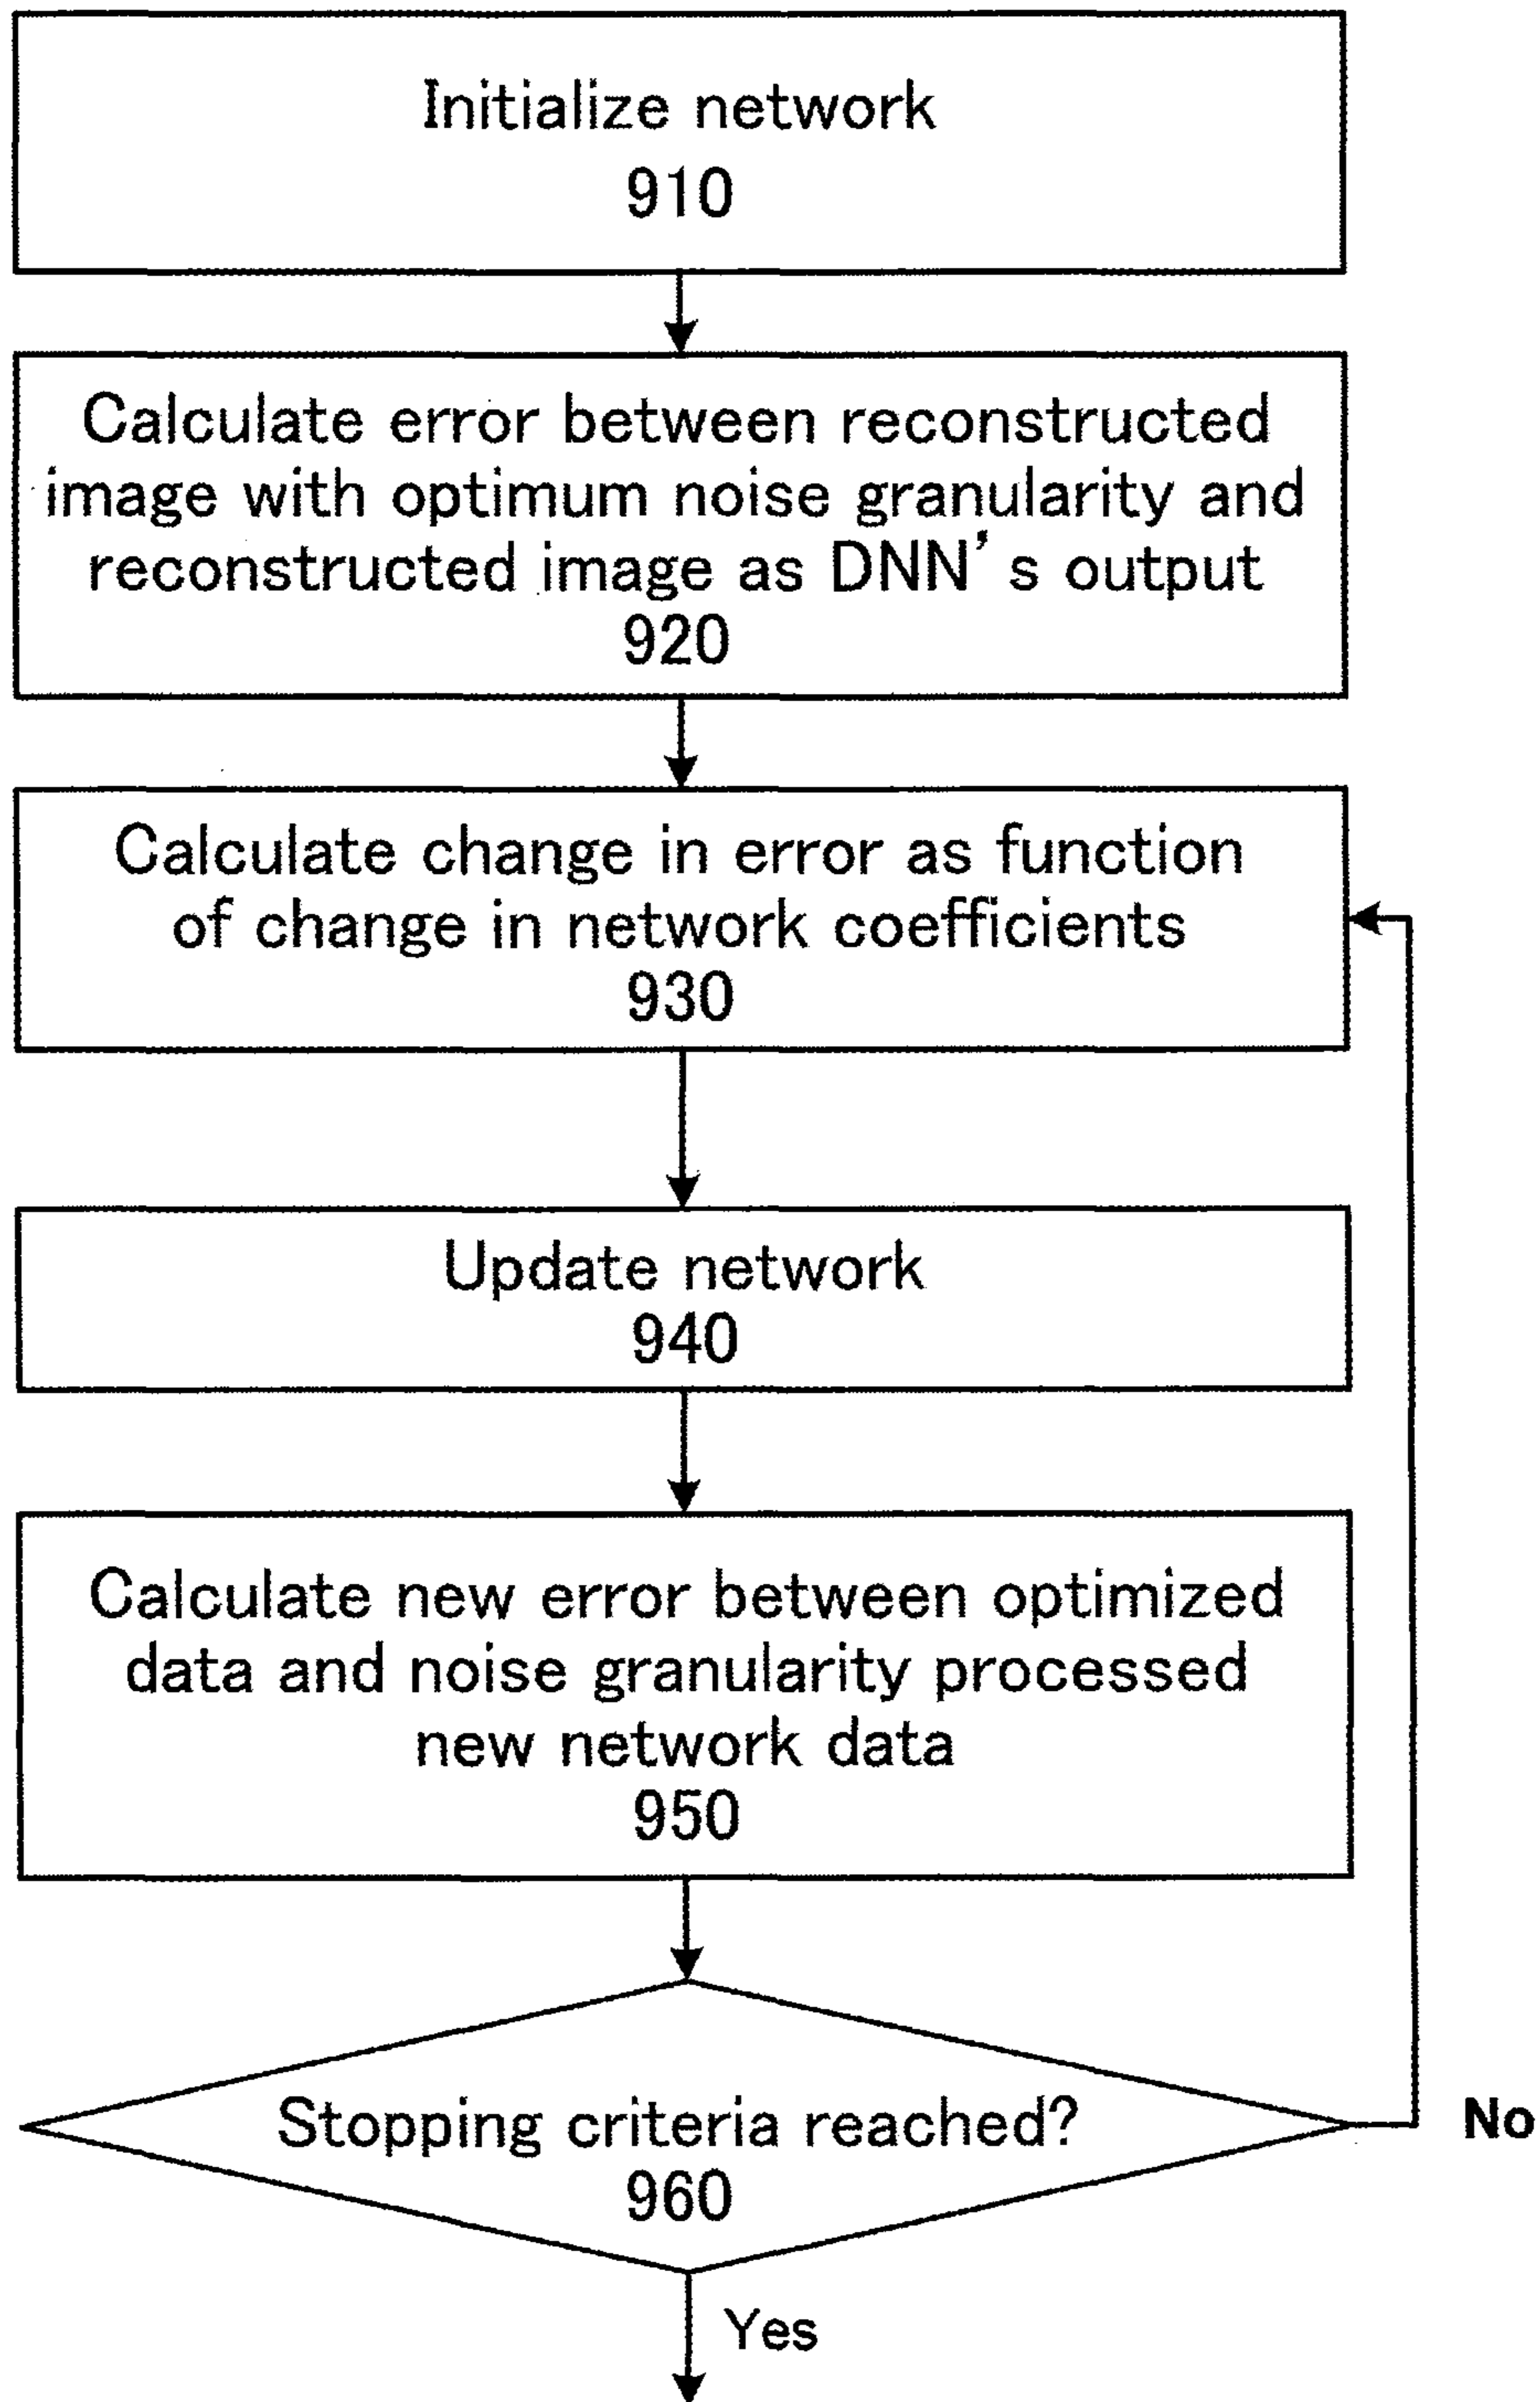 Initialize network
910
Calculate error between reconstructed
image with optimum noise granularity and
reconstructed image as DNN's output
920
Calculate change in error as function
of change in network coefficients
930
Update network
940
Calculate new error between optimized
data and noise granularity processed
new network data
950
Stopping criteria reached?
960
No
Yes